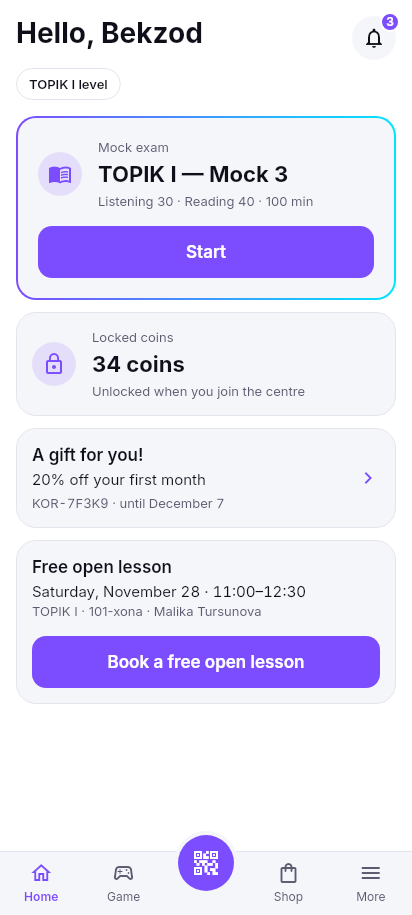 Hello, Bekzod
3
TOPIK I level
Mock exam
TOPIK I — Mock 3
Listening 30 · Reading 40 · 100 min
Start
Locked coins
34 coins
Unlocked when you join the centre
A gift for you!
20% off your first month
KOR-7F3K9 · until December 7
Free open lesson
Saturday, November 28 · 11:00–12:30
TOPIK I · 101-xona · Malika Tursunova
Book a free open lesson
Home
Game
Shop
More